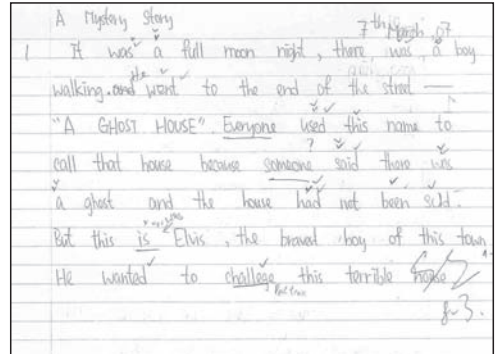 A Mystery Story
7th March, 07
1 It was a full moon night, there was, a boy
walking. and he went to the end of the street —
"A GHOST HOUSE". Everyone used this name to
call that house because someone said there was
a ghost and the house had not been sold.
But this is Elvis, the braved boy of this town
He wanted to challege this terrible house